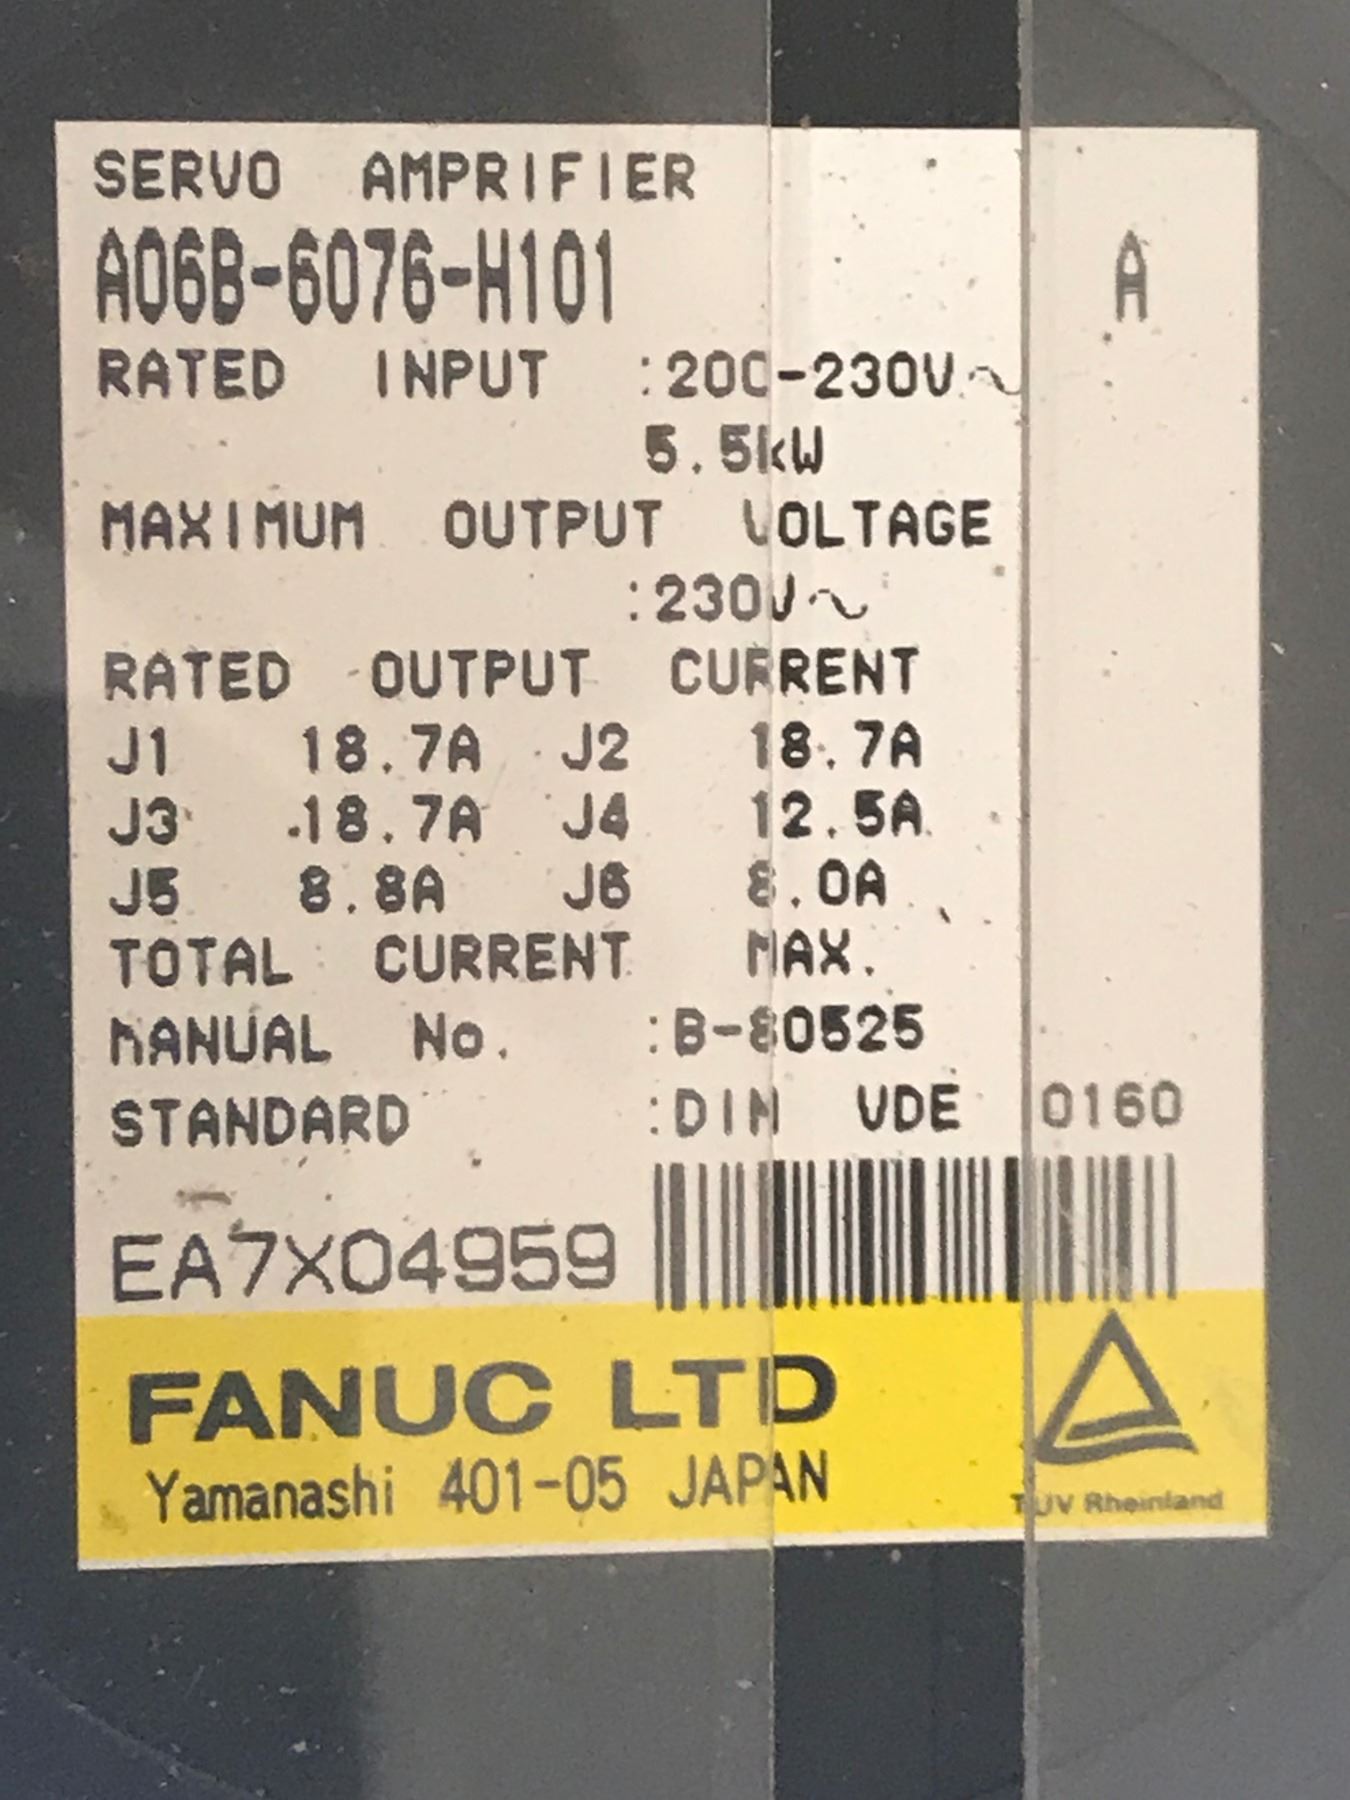 SERVO AMPRIFIER
A06B-6076-H101 A
RATED INPUT :200-230V~
5.5kW
MAXIMUM OUTPUT VOLTAGE
:230V~
RATED OUTPUT CURRENT
J1 18.7A J2 18.7A
J3 18.7A J4 12.5A
J5 8.8A J6 8.0A
TOTAL CURRENT MAX.
MANUAL No. :B-80525
STANDARD :DIN VDE 0160
EA7X04959
FANUC LTD
Yamanashi 401-05 JAPAN
TUV Rheinland